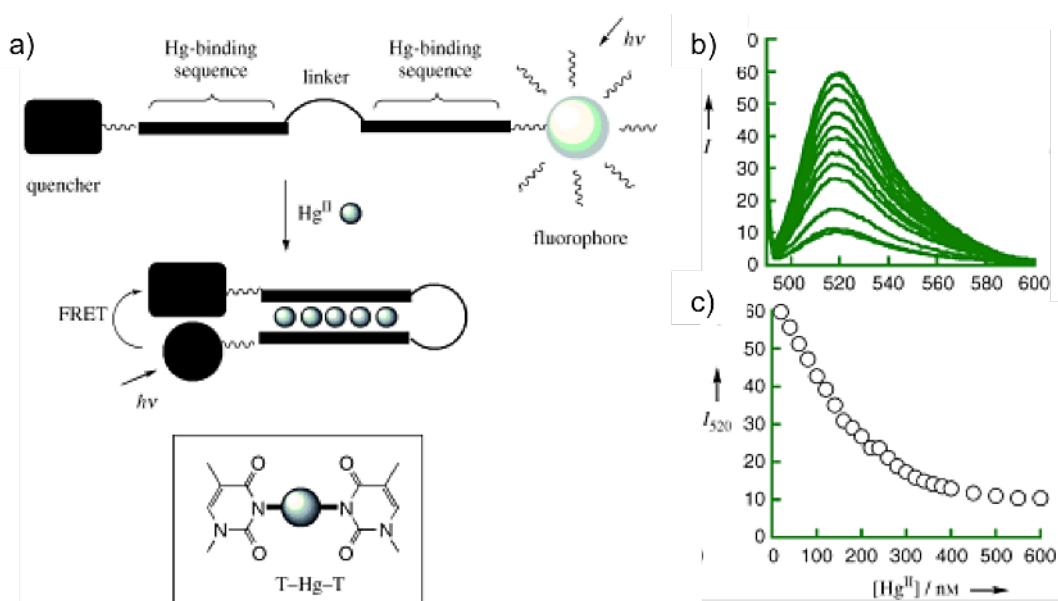 a)
Hg-binding
sequence
linker
Hg-binding
sequence
hν
quencher
Hg^II
fluorophore
FRET
hν
O
O
N
N
N
N
O
O
T–Hg–T
b)
0
60
50
40
30
20
10
0
I
500 520 540 560 580 600
c)
60
50
40
30
20
10
0
I520
0 100 200 300 400 500 600
[Hg^II] / nM